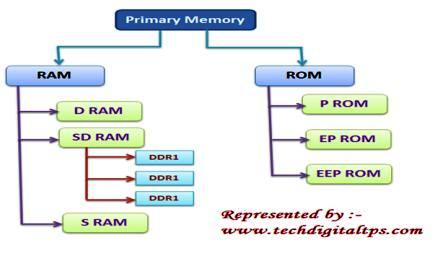 Primary Memory
RAM
ROM
D RAM
SD RAM
DDR1
DDR1
DDR1
S RAM
P ROM
EP ROM
EEP ROM
Represented by :-
www.techdigitaltps.com